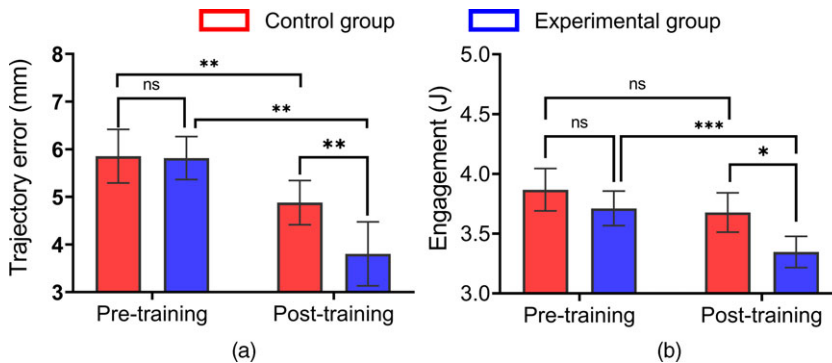 Control group Experimental group
Trajectory error (mm)
8
7
6
5
4
3
**
ns
**
**
Pre-training Post-training
(a)
Engagement (J)
5.0
4.5
4.0
3.5
3.0
ns
ns
***
*
Pre-training Post-training
(b)